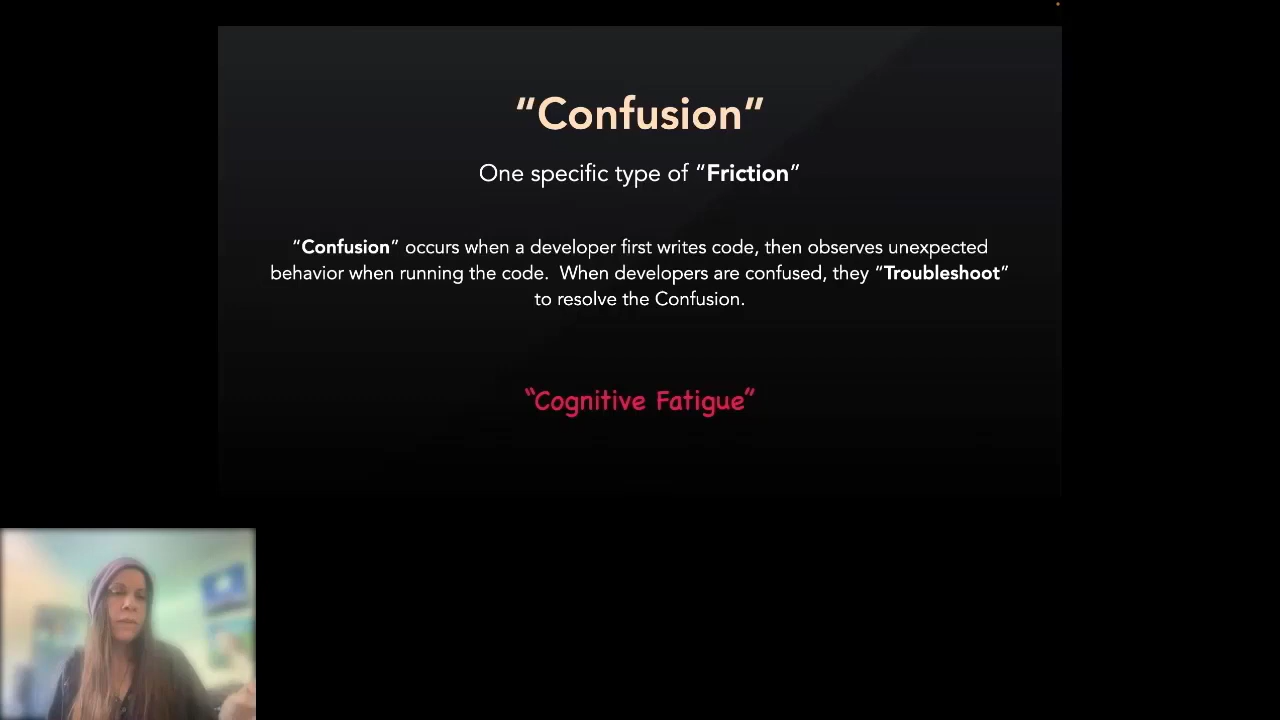 “Confusion”
One specific type of “Friction”
“Confusion” occurs when a developer first writes code, then observes unexpected
behavior when running the code.  When developers are confused, they “Troubleshoot”
to resolve the Confusion.
“Cognitive Fatigue”